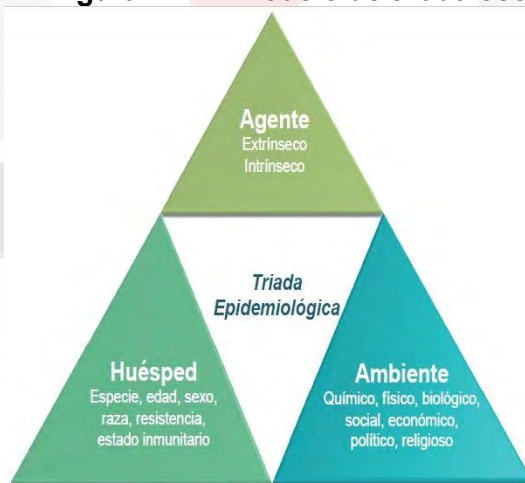 Agente
Extrínseco
Intrínseco
Triada
Epidemiológica
Huésped
Especie, edad, sexo,
raza, resistencia,
estado inmunitario
Ambiente
Químico, físico, biológico,
social, económico,
político, religioso